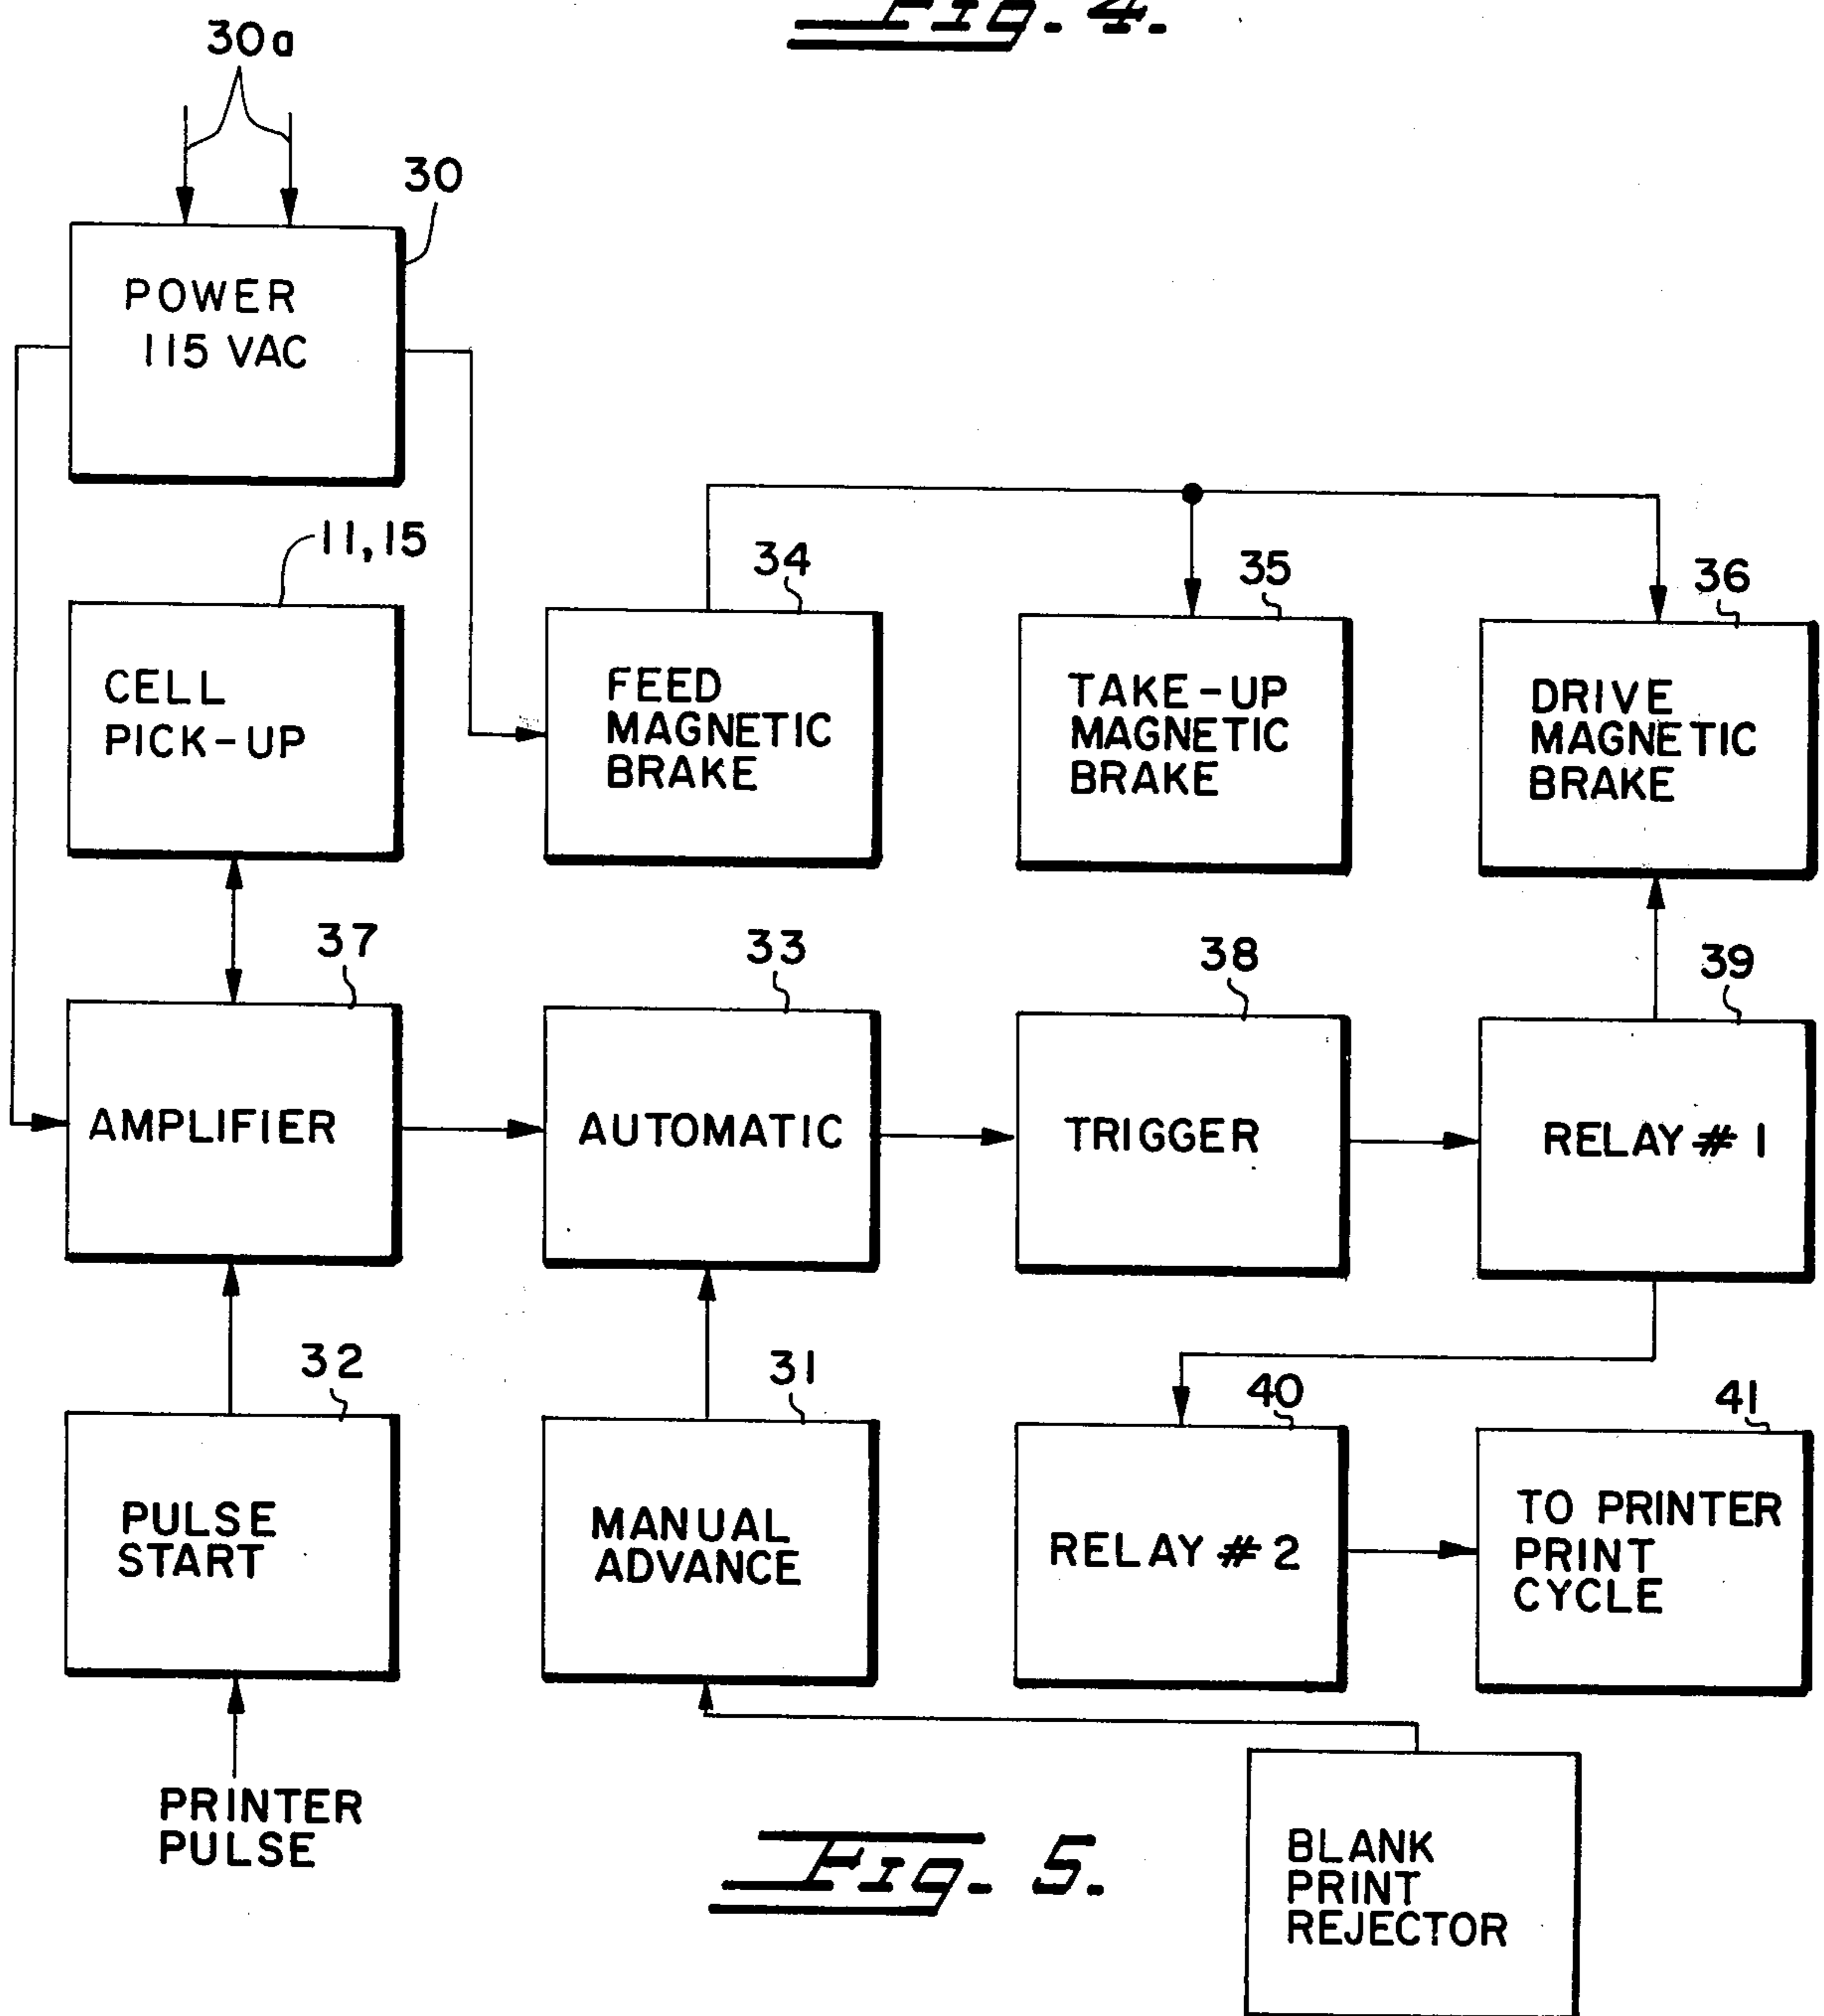 Fig. 4.
30a
30
POWER
115 VAC
11,15
CELL
PICK-UP
34
FEED
MAGNETIC
BRAKE
35
TAKE-UP
MAGNETIC
BRAKE
36
DRIVE
MAGNETIC
BRAKE
37
AMPLIFIER
33
AUTOMATIC
38
TRIGGER
39
RELAY # 1
32
PULSE
START
31
MANUAL
ADVANCE
40
RELAY # 2
41
TO PRINTER
PRINT
CYCLE
PRINTER
PULSE
Fig. 5.
BLANK
PRINT
REJECTOR